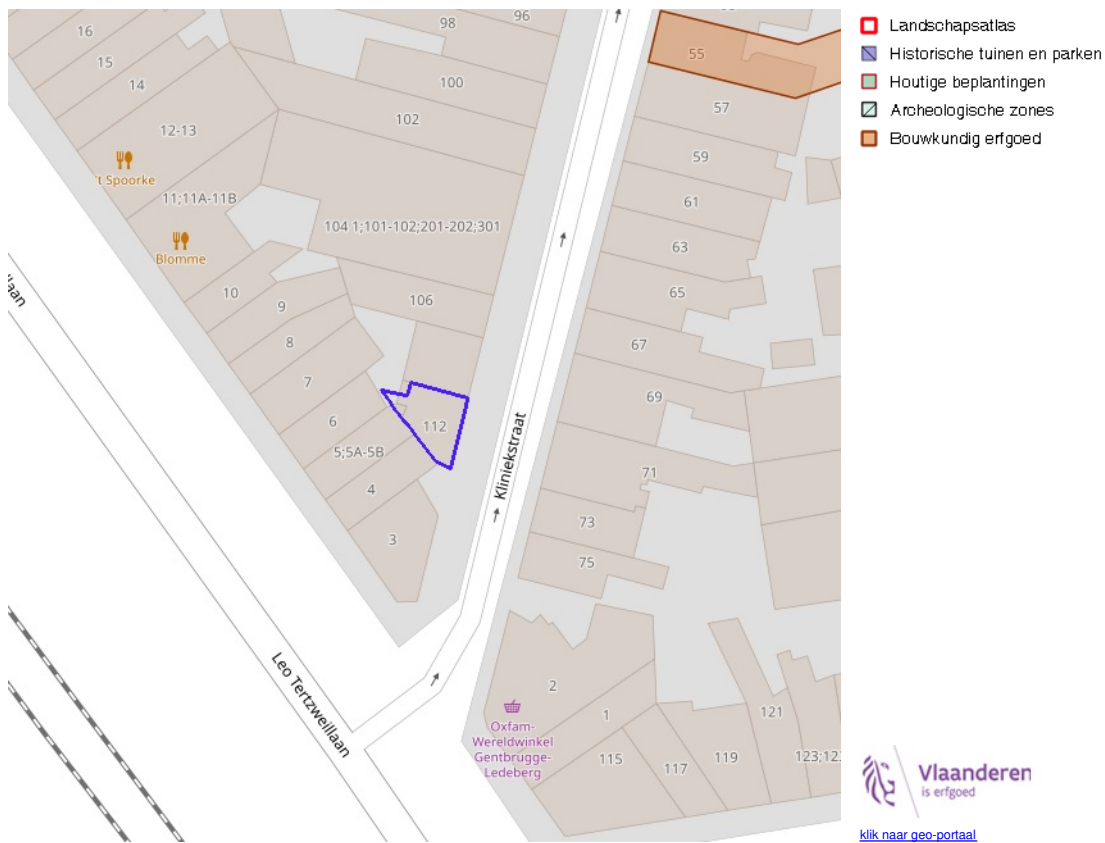 96
98
16
15
14
100
12-13
102
't Spoorke
11;11A-11B
104 1;101-102;201-202;301
Blomme
laan
10
9
106
8
7
6
112
5;5A-5B
4
3
Kliniekstraat
Leo Tertzweillaan
55
57
59
61
63
65
67
69
71
73
75
2
1
Oxfam-
Wereldwinkel
Gentbrugge-
Ledeberg
115
117
119
121
123;123
Landschapsatlas
Historische tuinen en parken
Houtige beplantingen
Archeologische zones
Bouwkundig erfgoed
Vlaanderen
is erfgoed
klik naar geo-portaal